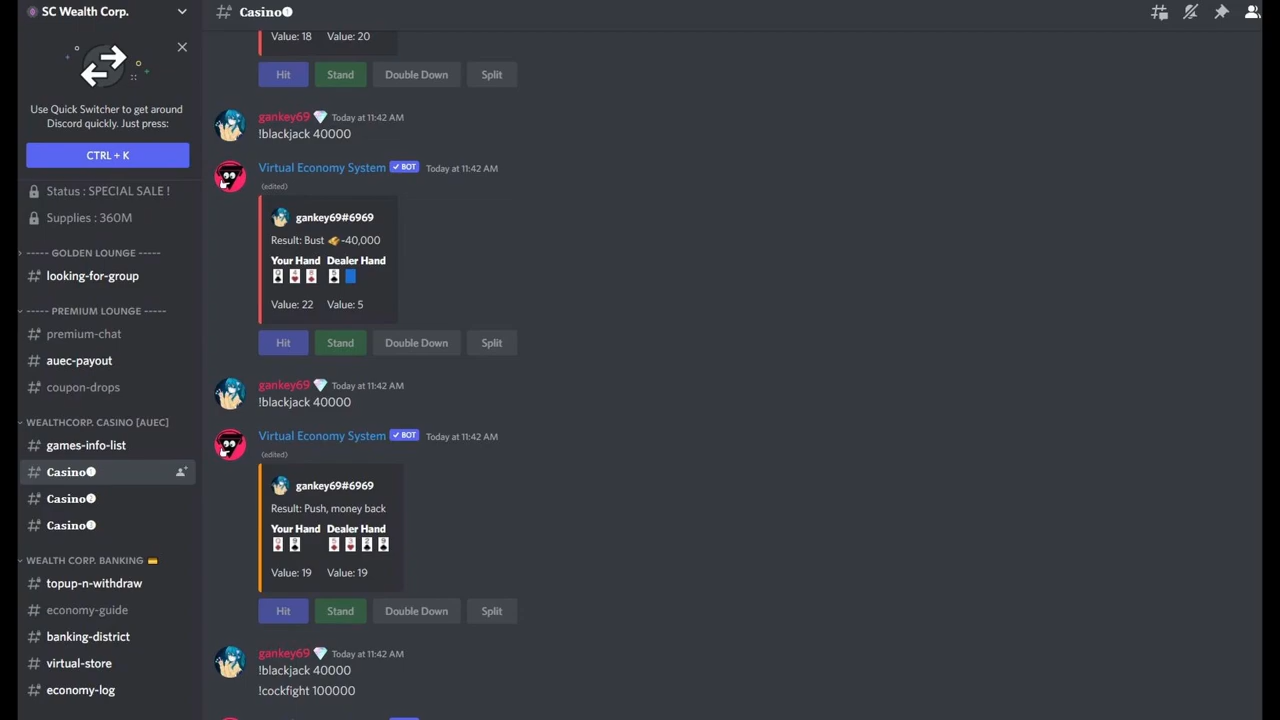 SC Wealth Corp.
Use Quick Switcher to get around
Discord quickly. Just press:
CTRL + K
Status : SPECIAL SALE !
Supplies : 360M
----- GOLDEN LOUNGE -----
looking-for-group
----- PREMIUM LOUNGE -----
premium-chat
auec-payout
coupon-drops
WEALTHCORP. CASINO [AUEC]
games-info-list
Casino❶
Casino❷
Casino❸
WEALTH CORP. BANKING 💳
topup-n-withdraw
economy-guide
banking-district
virtual-store
economy-log
Casino❶
Value: 18 Value: 20
Hit Stand Double Down Split
gankey69 💎 Today at 11:42 AM
!blackjack 40000
Virtual Economy System ✓ BOT Today at 11:42 AM
(edited)
gankey69#6969
Result: Bust -40,000
Your Hand Dealer Hand
Value: 22 Value: 5
Hit Stand Double Down Split
gankey69 💎 Today at 11:42 AM
!blackjack 40000
Virtual Economy System ✓ BOT Today at 11:42 AM
(edited)
gankey69#6969
Result: Push, money back
Your Hand Dealer Hand
Value: 19 Value: 19
Hit Stand Double Down Split
gankey69 💎 Today at 11:42 AM
!blackjack 40000
!cockfight 100000